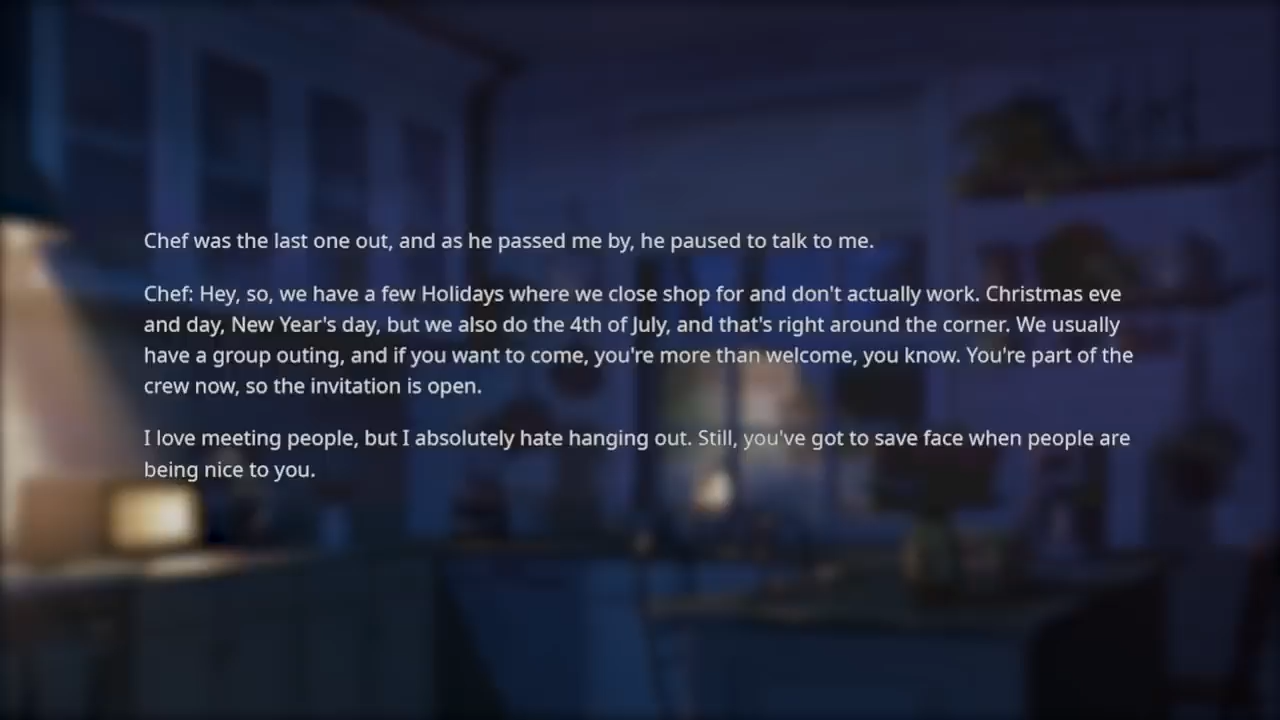 Chef was the last one out, and as he passed me by, he paused to talk to me.
Chef: Hey, so, we have a few Holidays where we close shop for and don't actually work. Christmas eve
and day, New Year's day, but we also do the 4th of July, and that's right around the corner. We usually
have a group outing, and if you want to come, you're more than welcome, you know. You're part of the
crew now, so the invitation is open.
I love meeting people, but I absolutely hate hanging out. Still, you've got to save face when people are
being nice to you.